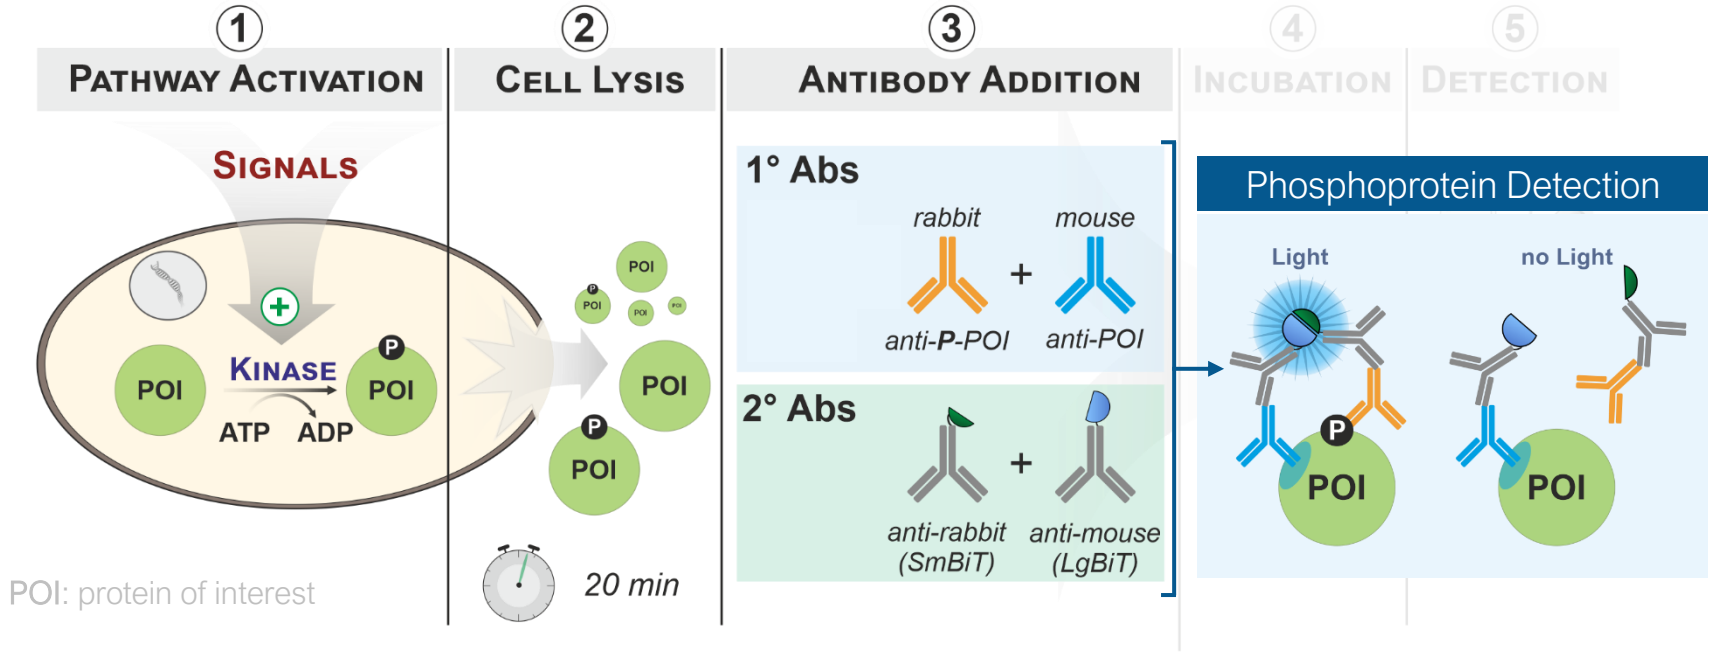 1
PATHWAY ACTIVATION
SIGNALS
+
POI
KINASE
ATP
ADP
P
POI
POI: protein of interest
2
CELL LYSIS
POI
P
POI
POI
POI
POI
P
POI
20 min
3
ANTIBODY ADDITION
1° Abs
rabbit
+
mouse
anti-P-POI
anti-POI
2° Abs
+
anti-rabbit
(SmBiT)
anti-mouse
(LgBiT)
4
INCUBATION
5
DETECTION
Phosphoprotein Detection
Light
no Light
P
POI
POI